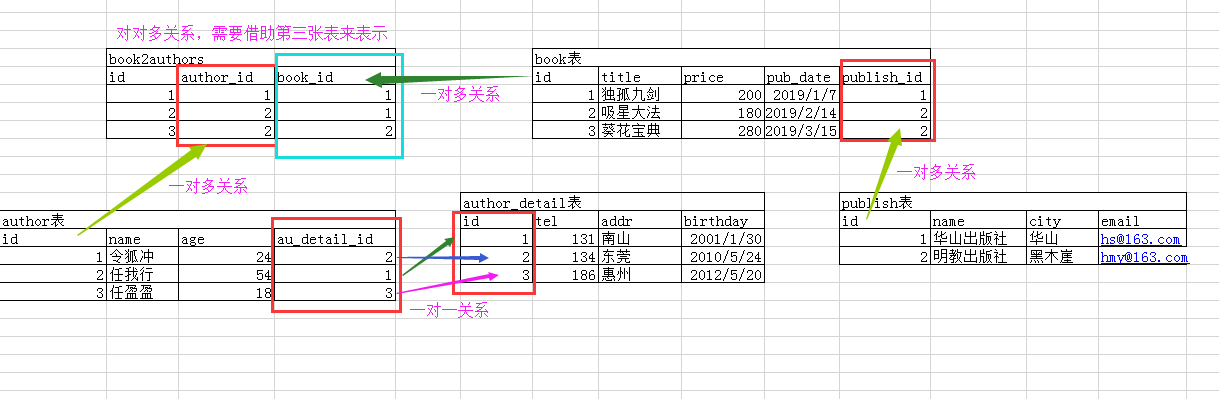 对对多关系，需要借助第三张表来表示
book2authors
id author_id book_id
1 1 1
2 2 1
3 2 2
一对多关系
book表
id title price pub_date publish_id
1 独孤九剑 200 2019/1/7 1
2 吸星大法 180 2019/2/14 2
3 葵花宝典 280 2019/3/15 2
一对多关系
一对多关系
author表
id name age au_detail_id
1 令狐冲 24 2
2 任我行 54 1
3 任盈盈 18 3
author_detail表
id tel addr birthday
1 131 南山 2001/1/30
2 134 东莞 2010/5/24
3 186 惠州 2012/5/20
一对一关系
publish表
id name city email
1 华山出版社 华山 hs@163.com
2 明教出版社 黑木崖 hmy@163.com